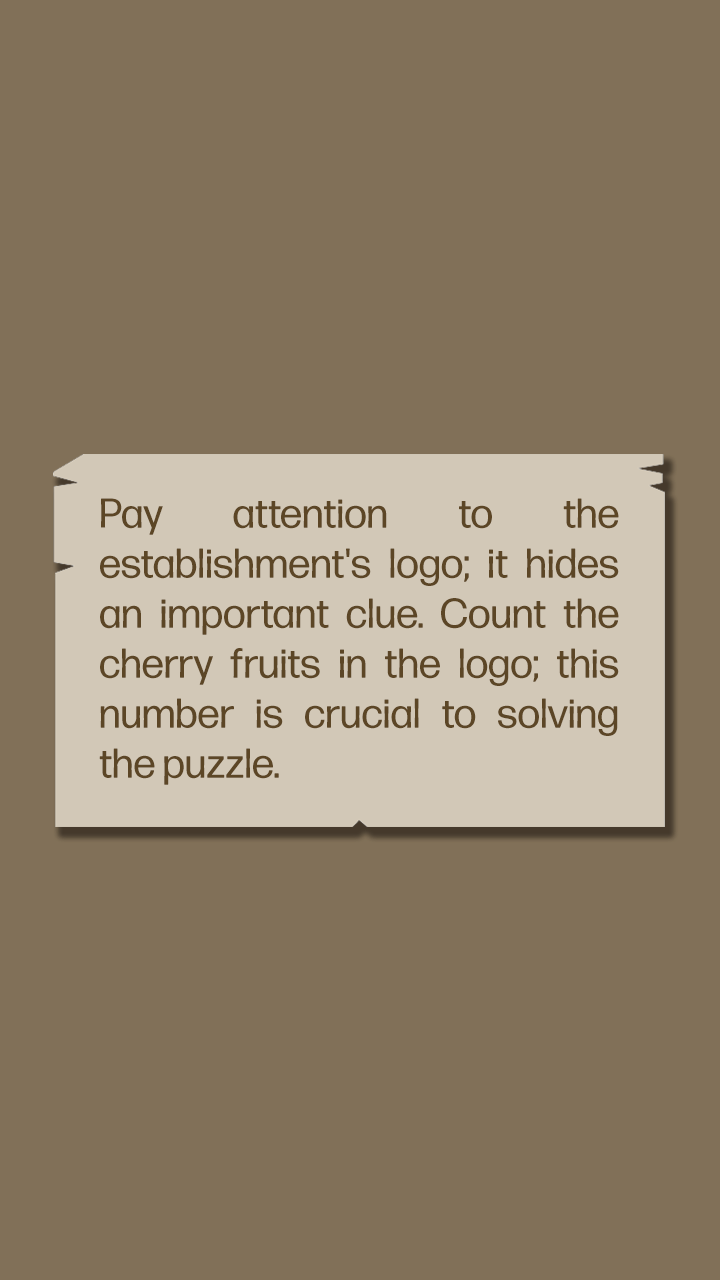 Pay attention to the
establishment's logo; it hides
an important clue. Count the
cherry fruits in the logo; this
number is crucial to solving
the puzzle.